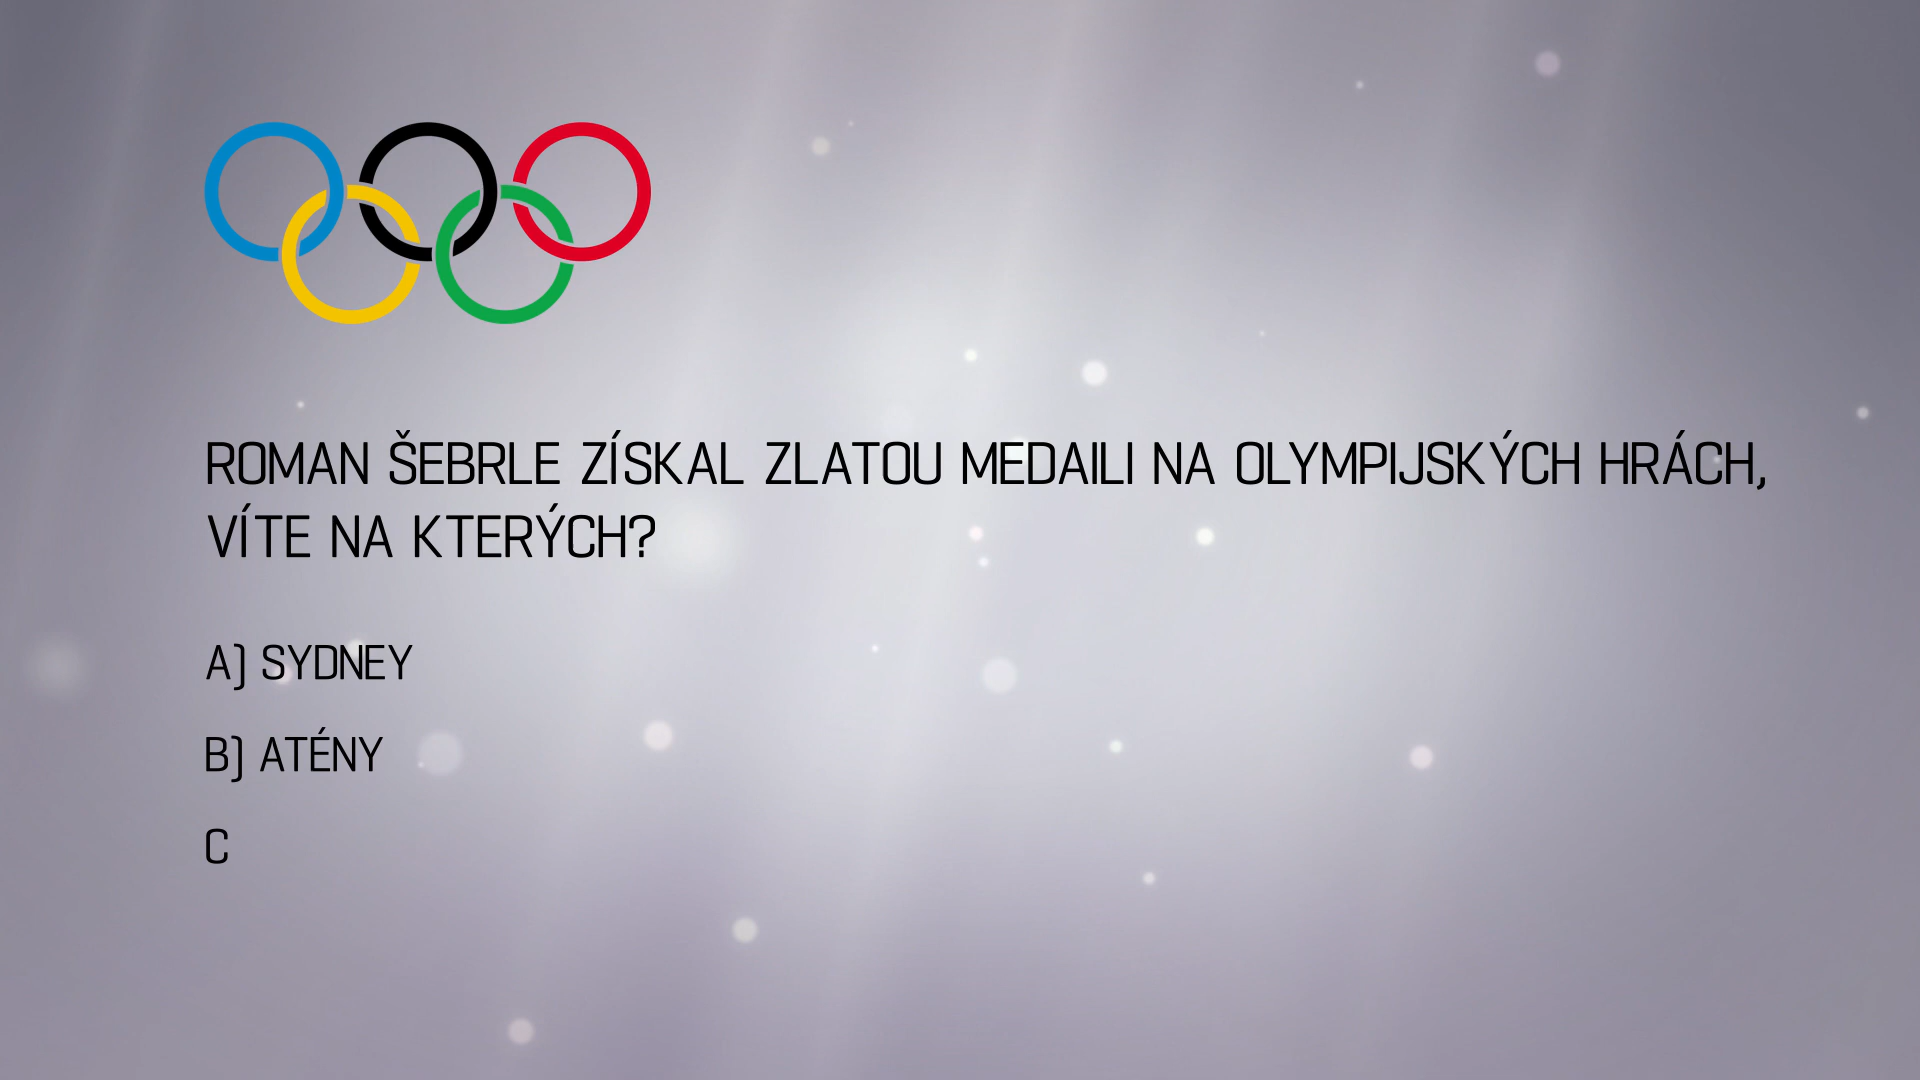 ROMAN ŠEBRLE ZÍSKAL ZLATOU MEDAILI NA OLYMPIJSKÝCH HRÁCH,
VÍTE NA KTERÝCH?
A) SYDNEY
B) ATÉNY
C